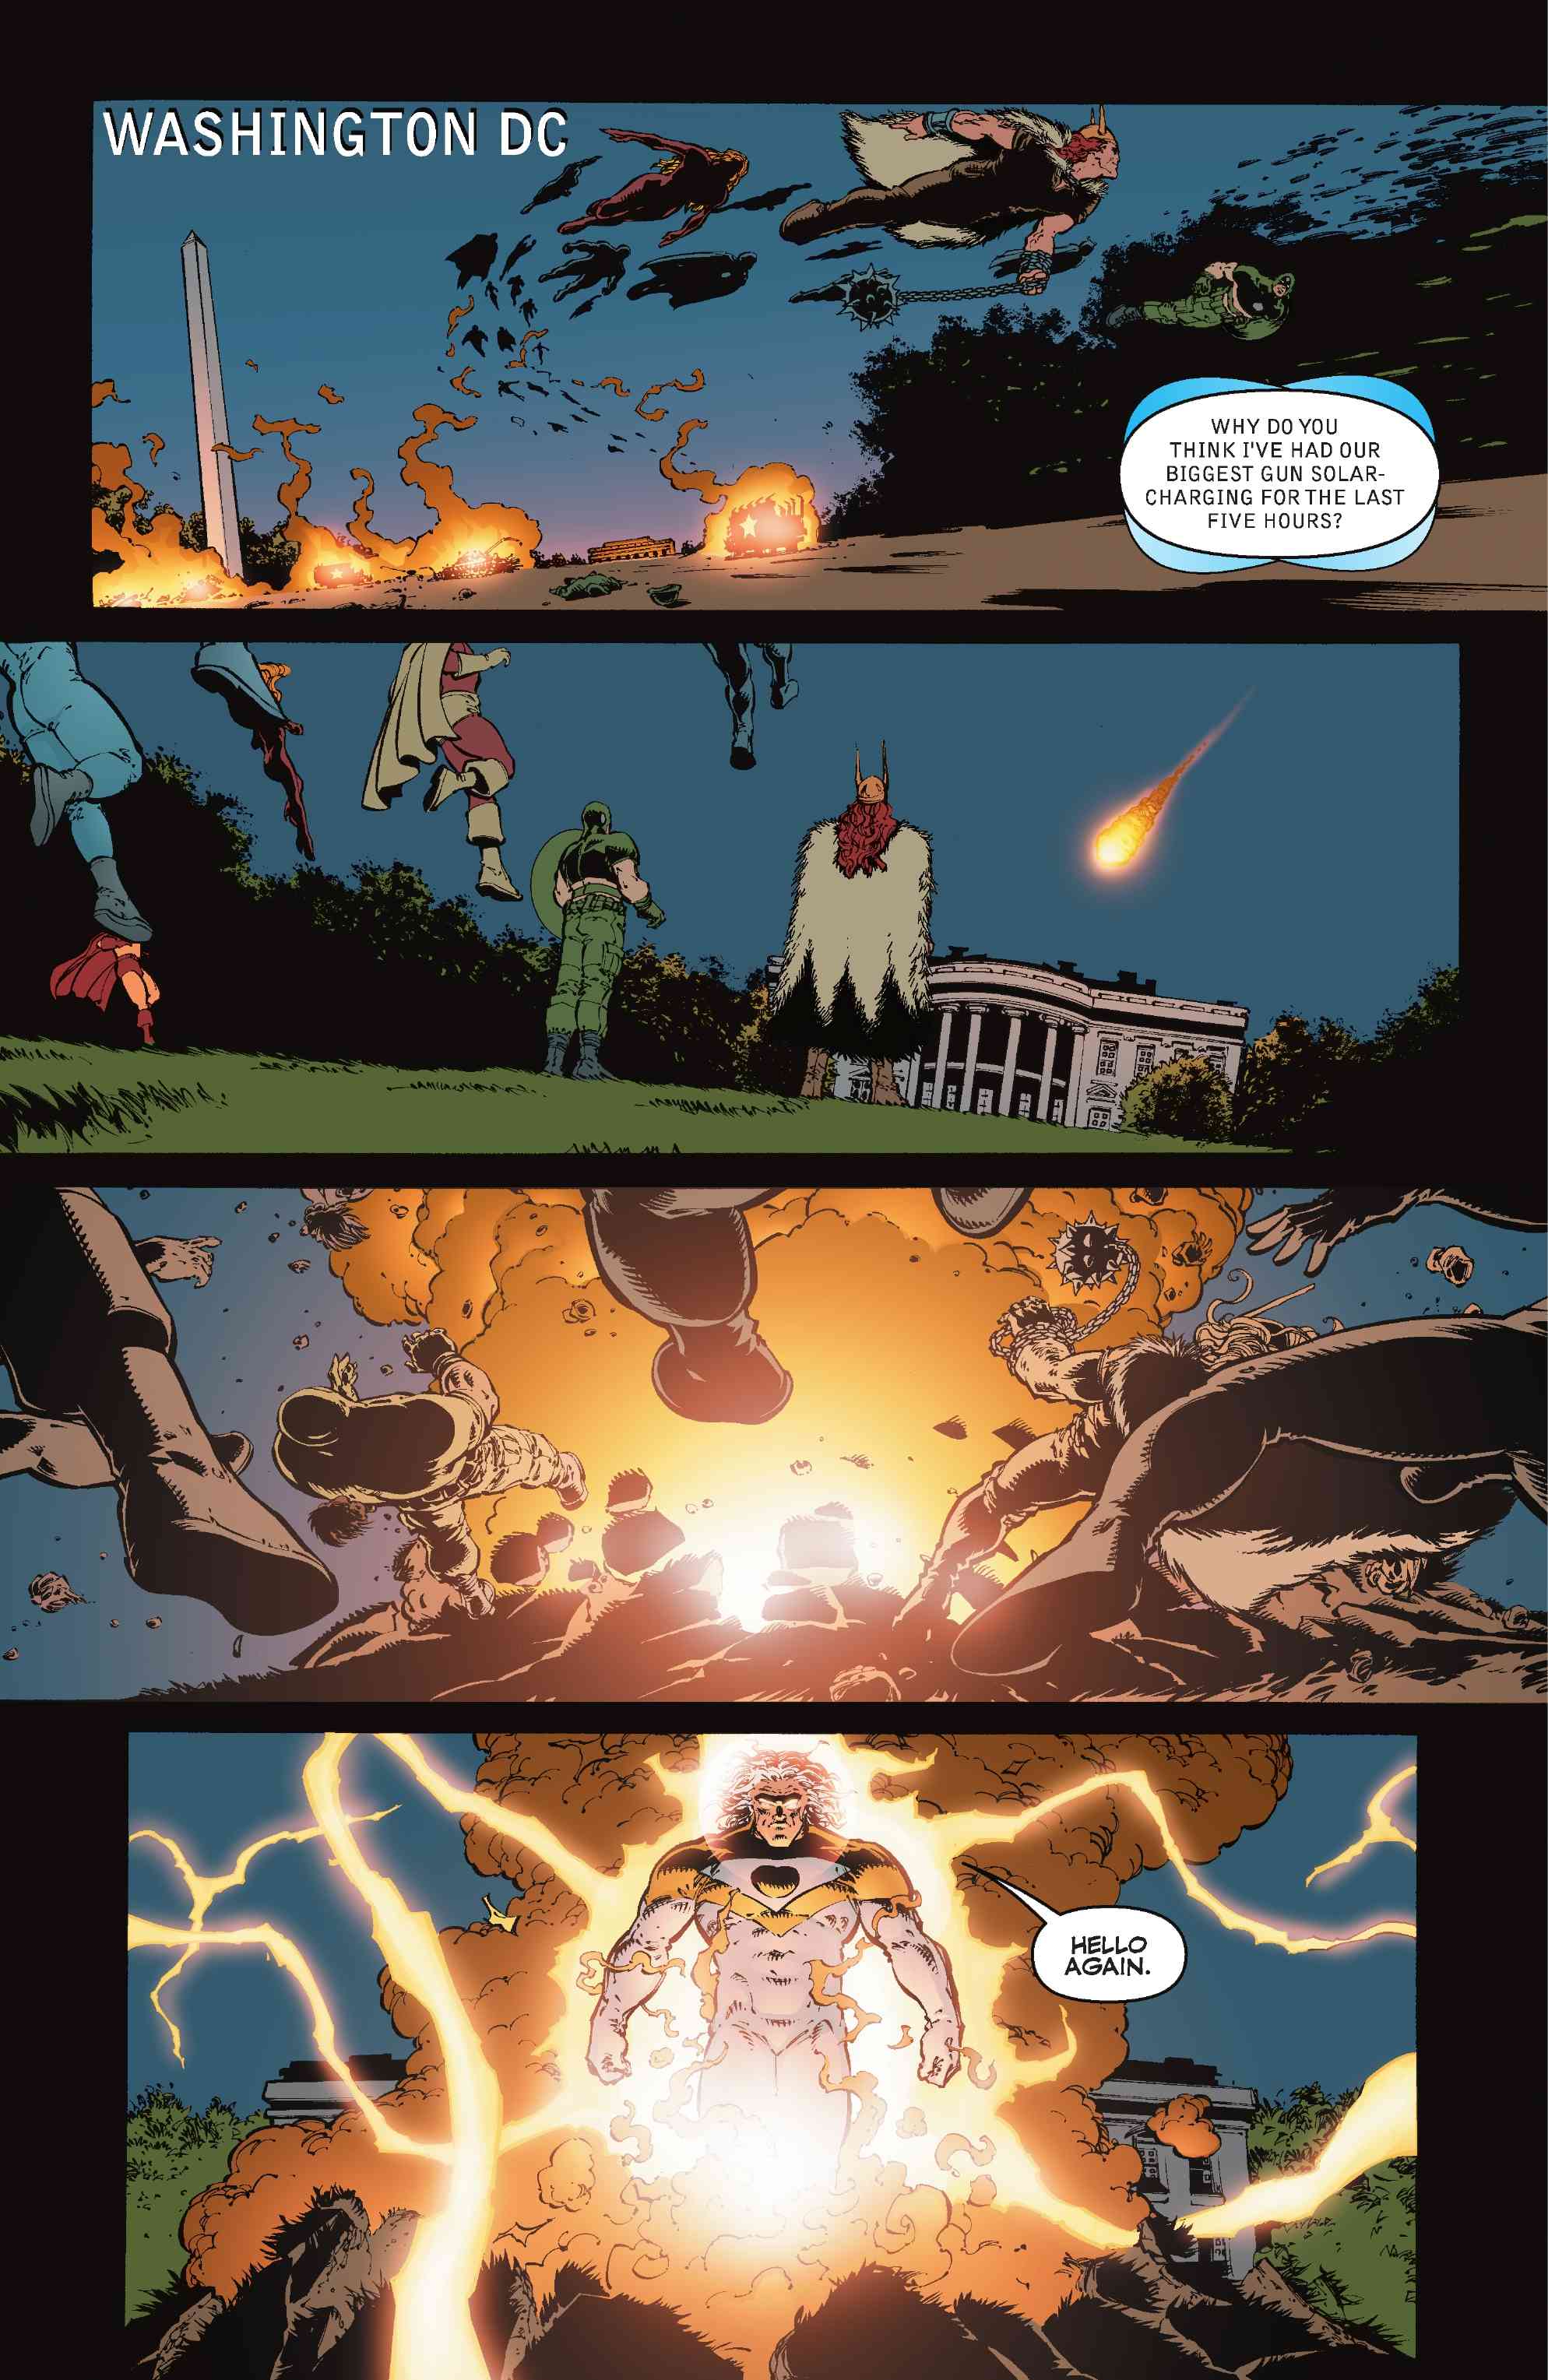 WASHINGTON DC
WHY DO YOU
THINK I'VE HAD OUR
BIGGEST GUN SOLAR-
CHARGING FOR THE LAST
FIVE HOURS?
HELLO
AGAIN.